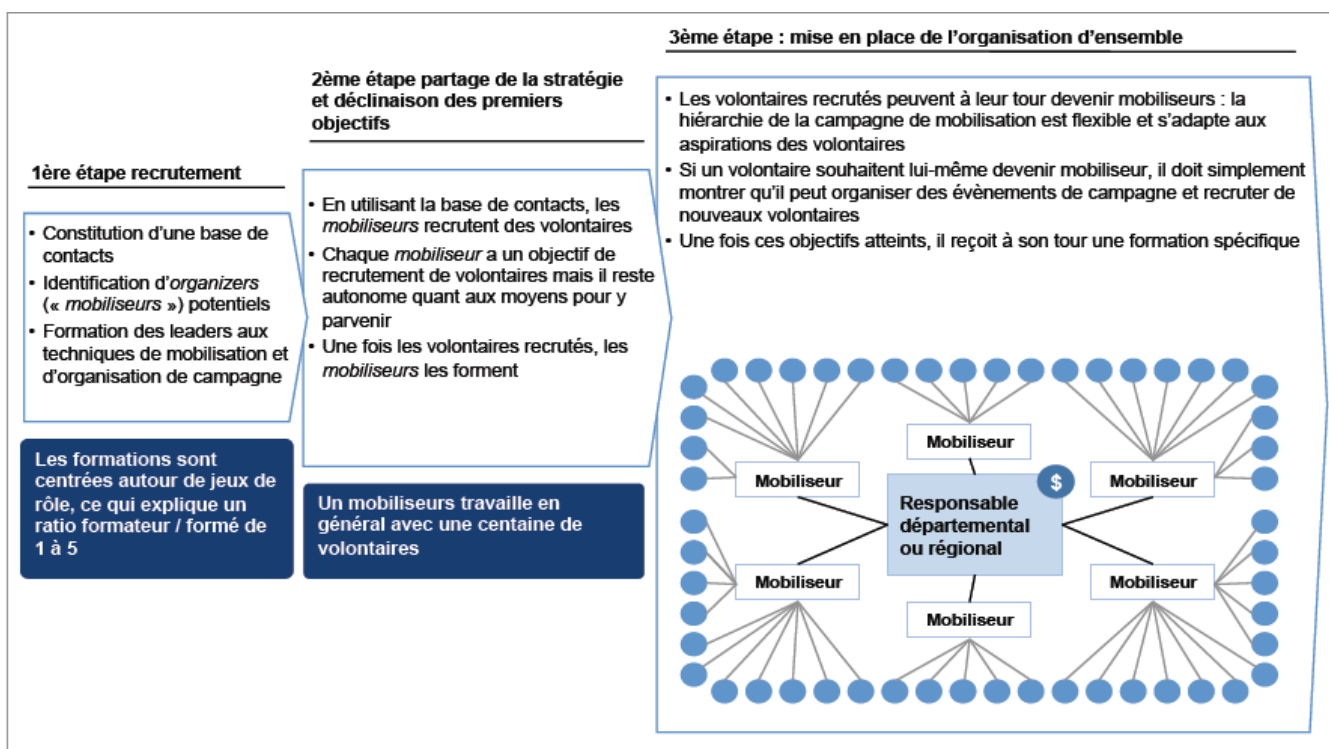 1ère étape recrutement
• Constitution d'une base de
contacts
• Identification d'organizers
(« mobiliseurs ») potentiels
• Formation des leaders aux
techniques de mobilisation et
d'organisation de campagne
Les formations sont
centrées autour de jeux de
rôle, ce qui explique un
ratio formateur / formé de
1 à 5
2ème étape partage de la stratégie
et déclinaison des premiers
objectifs
• En utilisant la base de contacts, les
mobiliseurs recrutent des volontaires
• Chaque mobiliseur a un objectif de
recrutement de volontaires mais il reste
autonome quant aux moyens pour y
parvenir
• Une fois les volontaires recrutés, les
mobiliseurs les forment
Un mobiliseurs travaille en
général avec une centaine de
volontaires
3ème étape : mise en place de l'organisation d'ensemble
• Les volontaires recrutés peuvent à leur tour devenir mobiliseurs : la
hiérarchie de la campagne de mobilisation est flexible et s'adapte aux
aspirations des volontaires
• Si un volontaire souhaitent lui-même devenir mobiliseur, il doit simplement
montrer qu'il peut organiser des évènements de campagne et recruter de
nouveaux volontaires
• Une fois ces objectifs atteints, il reçoit à son tour une formation spécifique
Mobiliseur
Mobiliseur
Mobiliseur
$
Responsable
départemental
ou régional
Mobiliseur
Mobiliseur
Mobiliseur